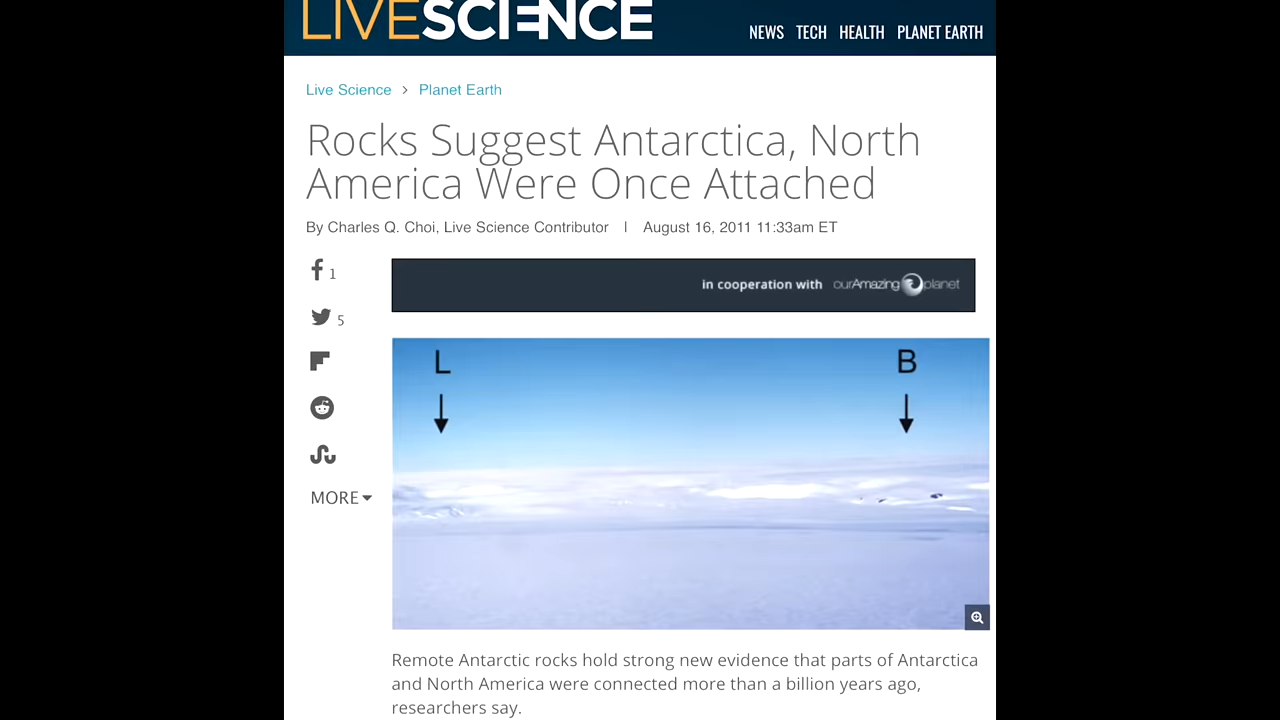 LIVESCIENCE
NEWS TECH HEALTH PLANET EARTH
Live Science > Planet Earth
Rocks Suggest Antarctica, North
America Were Once Attached
By Charles Q. Choi, Live Science Contributor | August 16, 2011 11:33am ET
1
in cooperation with ourAmazing planet
5
L B
MORE
Remote Antarctic rocks hold strong new evidence that parts of Antarctica
and North America were connected more than a billion years ago,
researchers say.